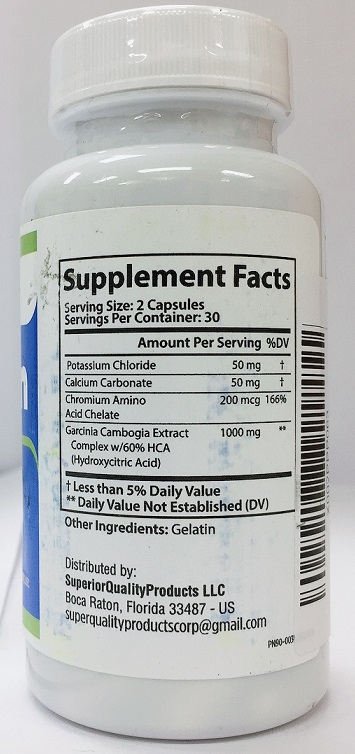 Supplement Facts
Serving Size: 2 Capsules
Servings Per Container: 30
Amount Per Serving %DV
Potassium Chloride 50 mg †
Calcium Carbonate 50 mg †
Chromium Amino 200 mcg 166%
Acid Chelate
Garcinia Cambogia Extract 1000 mg **
Complex w/60% HCA
(Hydroxycitric Acid)
† Less than 5% Daily Value
** Daily Value Not Established (DV)
Other Ingredients: Gelatin
Distributed by:
SuperiorQualityProducts LLC
Boca Raton, Florida 33487 - US
superqualityproductscorp@gmail.com